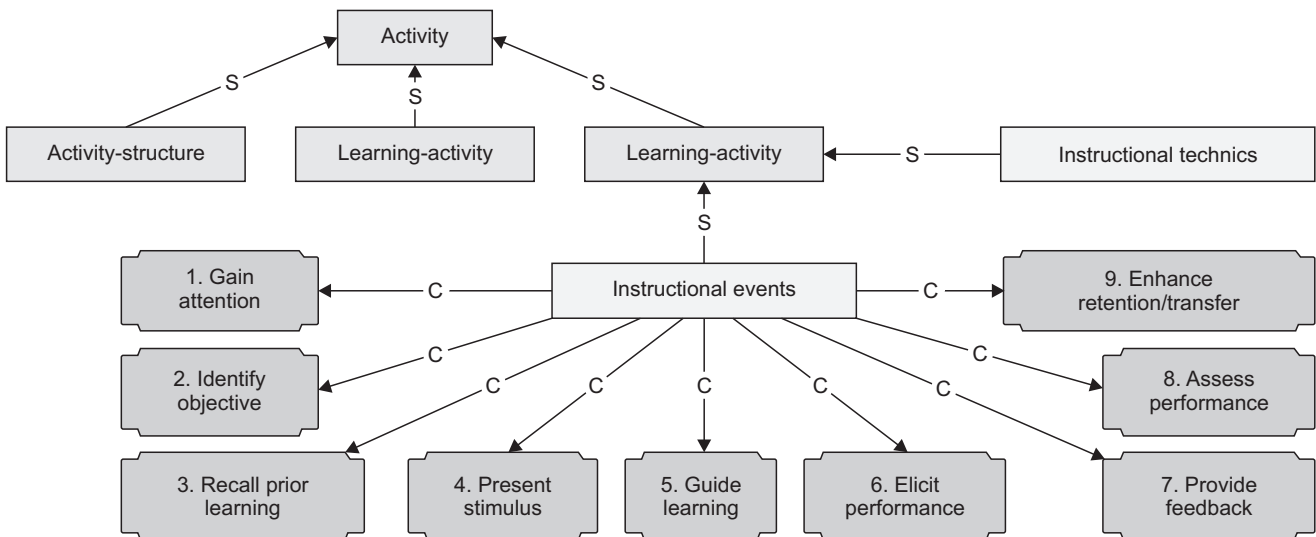 Activity
S
S
S
Activity-structure
Learning-activity
Learning-activity
S
Instructional technics
S
1. Gain
attention
C
Instructional events
C
9. Enhance
retention/transfer
2. Identify
objective
C
C
C
C
C
C
C
8. Assess
performance
3. Recall prior
learning
4. Present
stimulus
5. Guide
learning
6. Elicit
performance
7. Provide
feedback